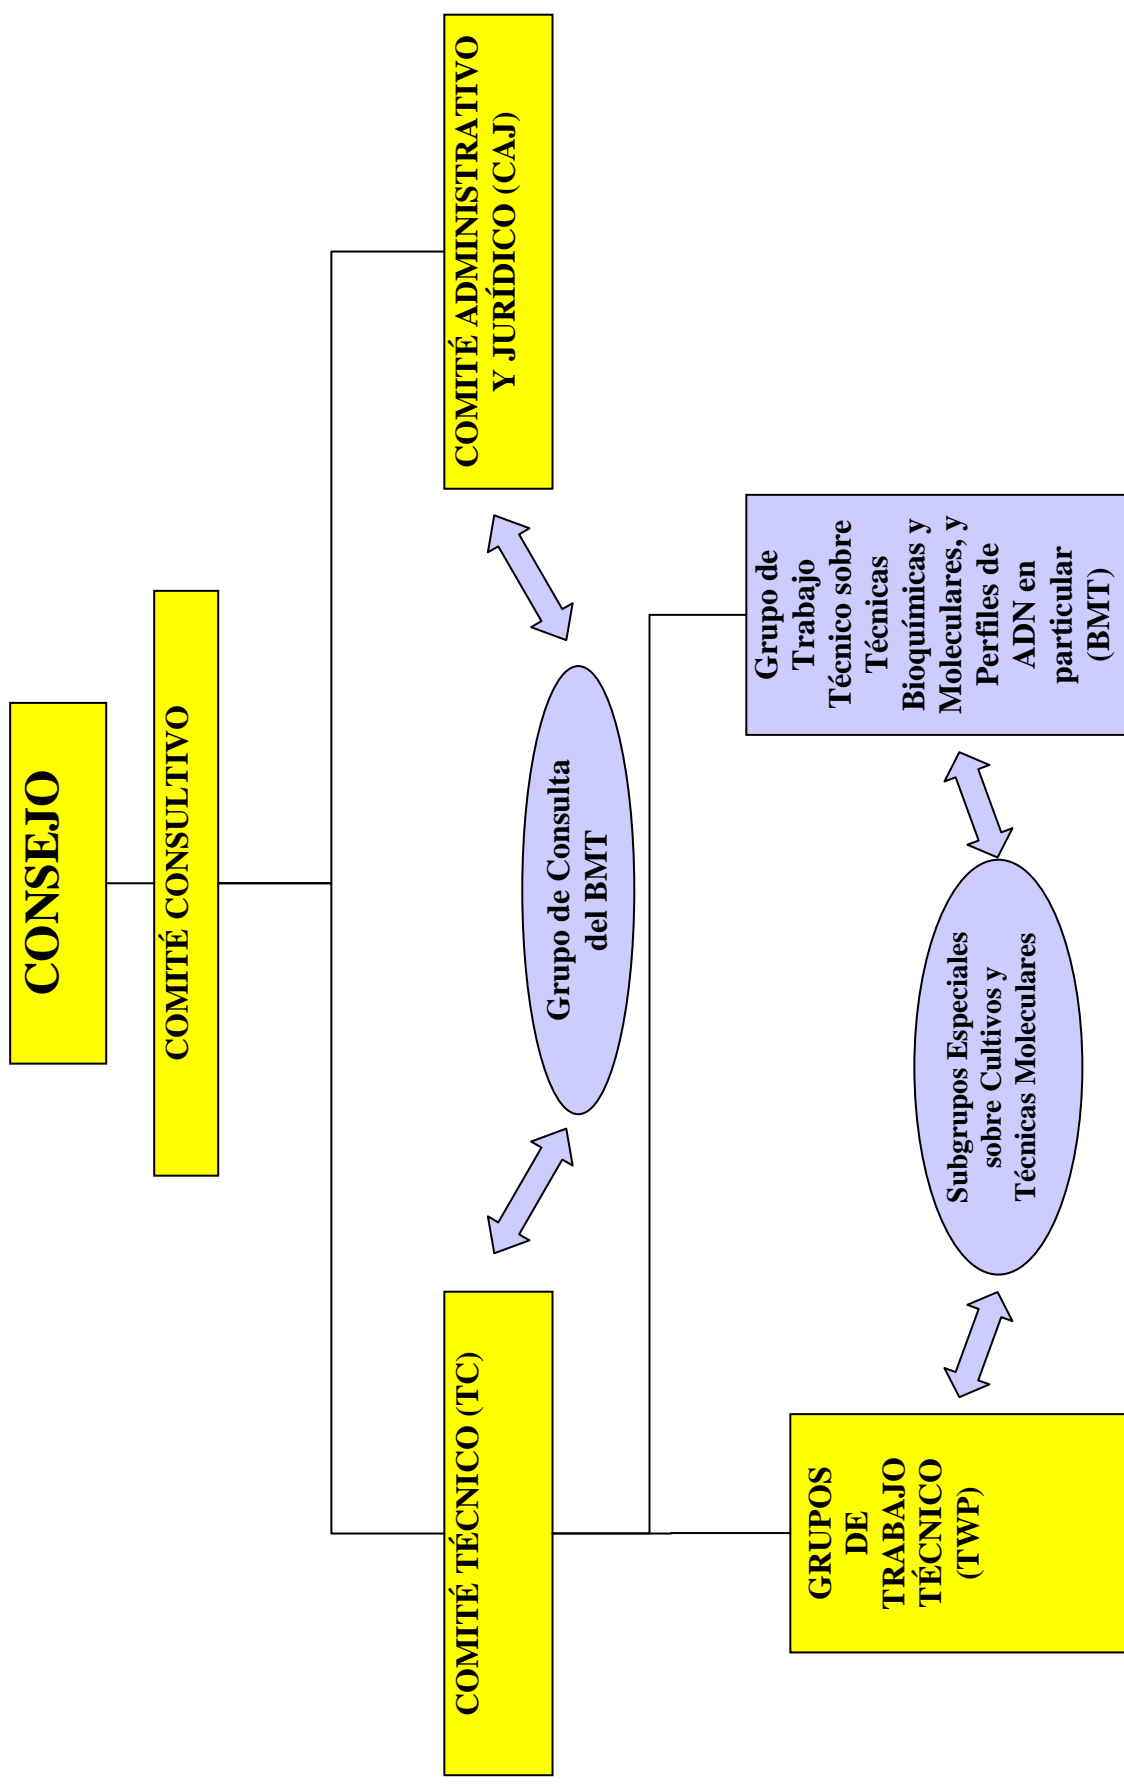 CONSEJO
COMITÉ CONSULTIVO
COMITÉ TÉCNICO (TC)
COMITÉ ADMINISTRATIVO
Y JURÍDICO (CAJ)
Grupo de Consulta
del BMT
GRUPOS
DE
TRABAJO
TÉCNICO
(TWP)
Subgrupos Especiales
sobre Cultivos y
Técnicas Moleculares
Grupo de
Trabajo
Técnico sobre
Técnicas
Bioquímicas y
Moleculares, y
Perfiles de
ADN en
particular
(BMT)